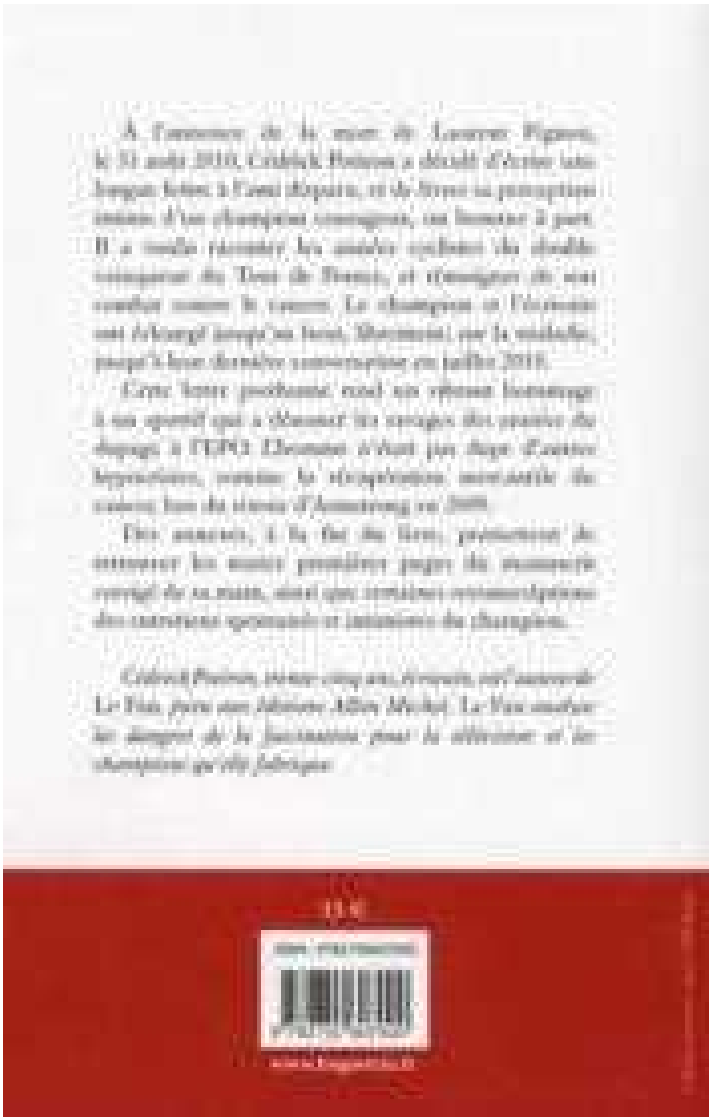 À l'annonce de la mort de Laurent Fignon,
le 31 août 2010, Cédrick a décidé d'écrire une
longue lettre à l'ami disparu, et de livrer sa perception
intime d'un champion courageux, un homme à part.
Il a voulu raconter les années cyclistes du double
vainqueur du Tour de France, et témoigner de son
combat contre le cancer. Le champion et l'écrivain
ont échangé jusqu'au bout, librement, sur la maladie,
jusqu'à leur dernière conversation en juillet 2010.
Cette lettre posthume rend un vibrant hommage
à un sportif qui a dénoncé les ravages des années du
dopage à l'EPO. L'homme n'était pas dupe d'autres
hypocrisies, comme la récupération mercantile du
cancer lors du retour d'Armstrong en 2009.
Des annexes, à la fin du livre, permettent de
retrouver les toutes premières pages du manuscrit
corrigé de sa main, ainsi que certaines retranscriptions
des entretiens spontanés et intimistes du champion.
Cédrick trente-cinq ans, écrivain, est l'auteur de
Le paru aux éditions Albin Michel. Le
les dangers de la fascination pour la télévision et les
champions qu'elle fabrique.
ISBN